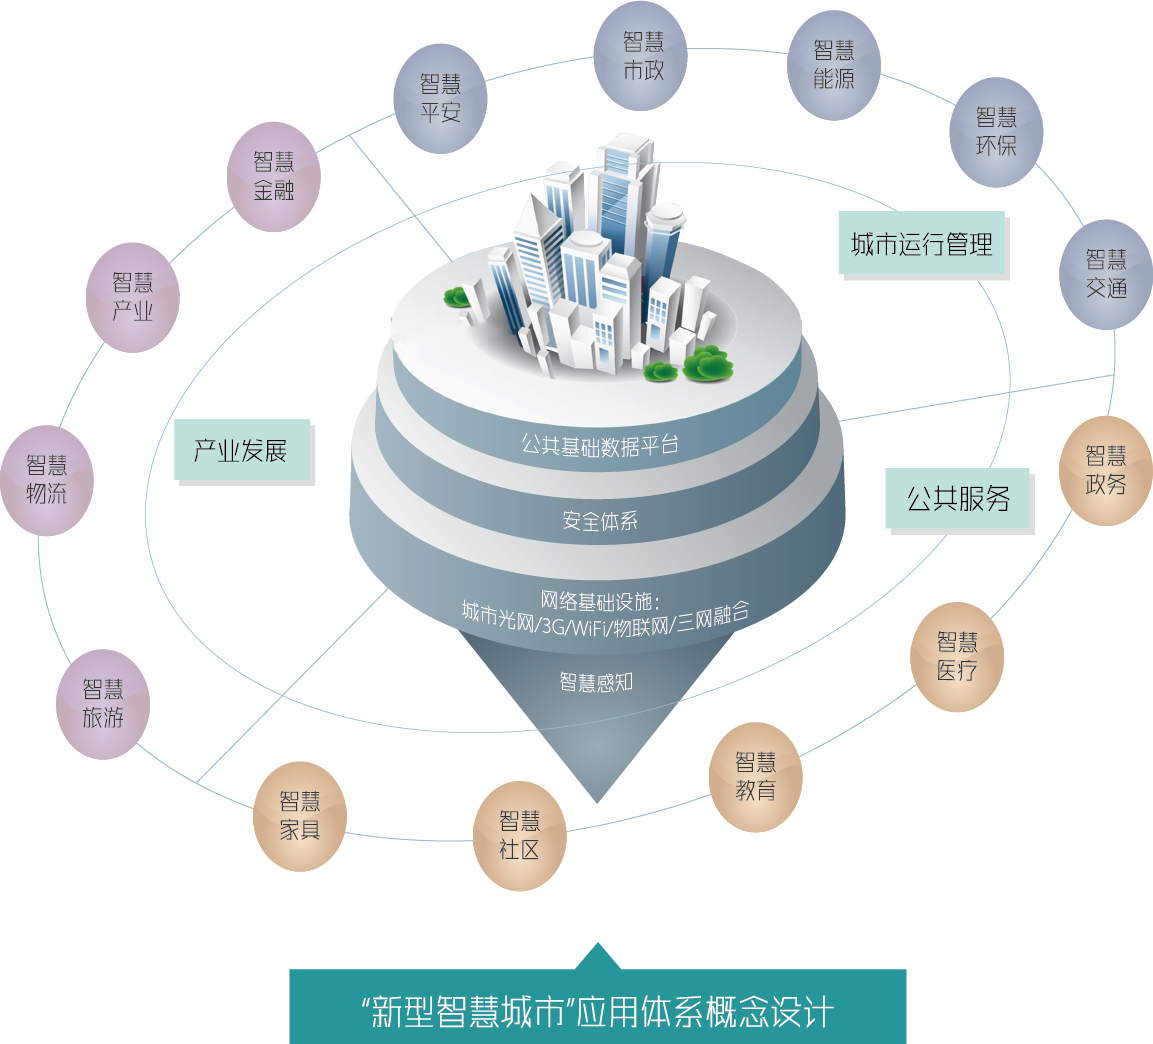 智慧
市政
智慧
能源
智慧
平安
智慧
环保
智慧
金融
智慧
交通
智慧
产业
城市运行管理
产业发展
公共基础数据平台
智慧
政务
智慧
物流
公共服务
安全体系
网络基础设施：
城市光网/3G/WiFi/物联网/三网融合
智慧
医疗
智慧感知
智慧
旅游
智慧
教育
智慧
家具
智慧
社区
“新型智慧城市”应用体系概念设计